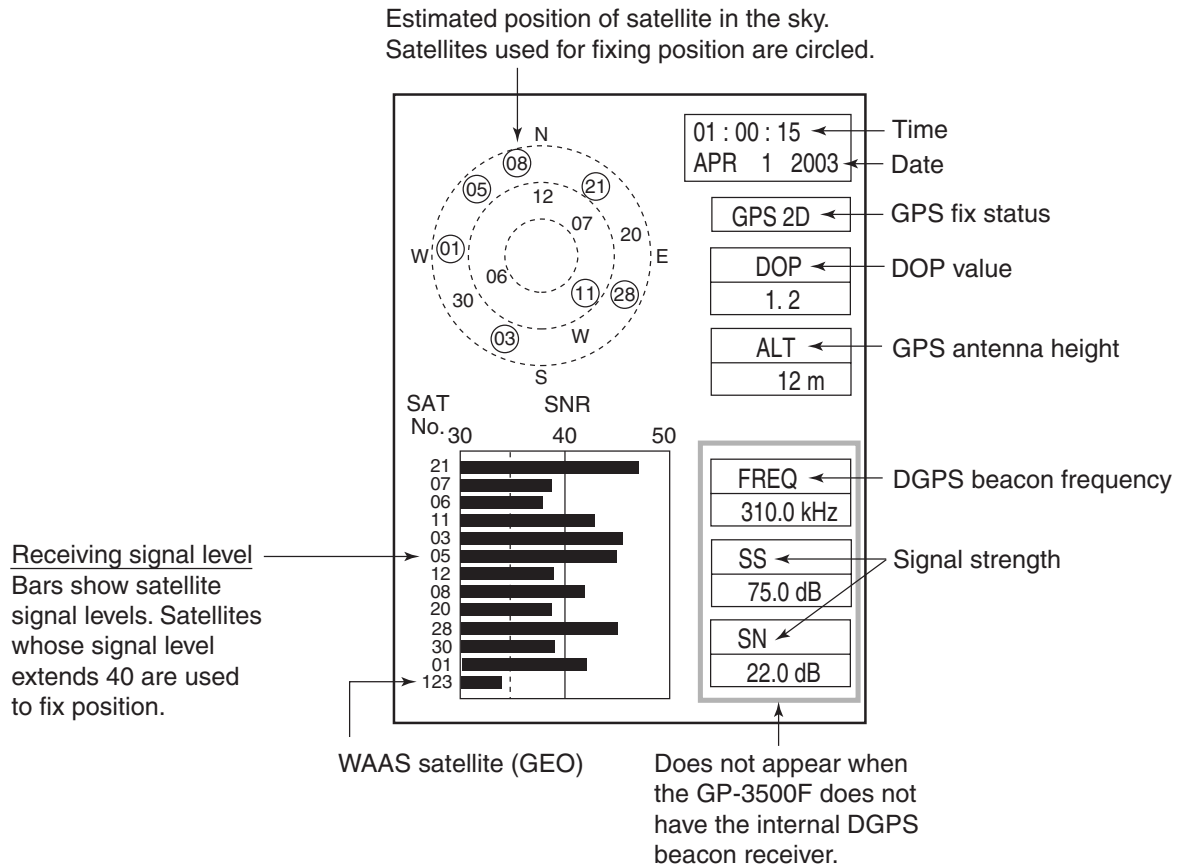 Estimated position of satellite in the sky.
Satellites used for fixing position are circled.
N
08
05
21
12
07
20
W
01
E
06
30
11
28
03
W
S
01 : 00 : 15
Time
APR 1 2003
Date
GPS 2D
GPS fix status
DOP
DOP value
1. 2
ALT
GPS antenna height
12 m
SAT
No.
SNR
30 40 50
21
07
06
11
03
05
12
08
20
28
30
01
123
Receiving signal level
Bars show satellite
signal levels. Satellites
whose signal level
extends 40 are used
to fix position.
FREQ
DGPS beacon frequency
310.0 kHz
SS
Signal strength
75.0 dB
SN
22.0 dB
WAAS satellite (GEO)
Does not appear when
the GP-3500F does not
have the internal DGPS
beacon receiver.